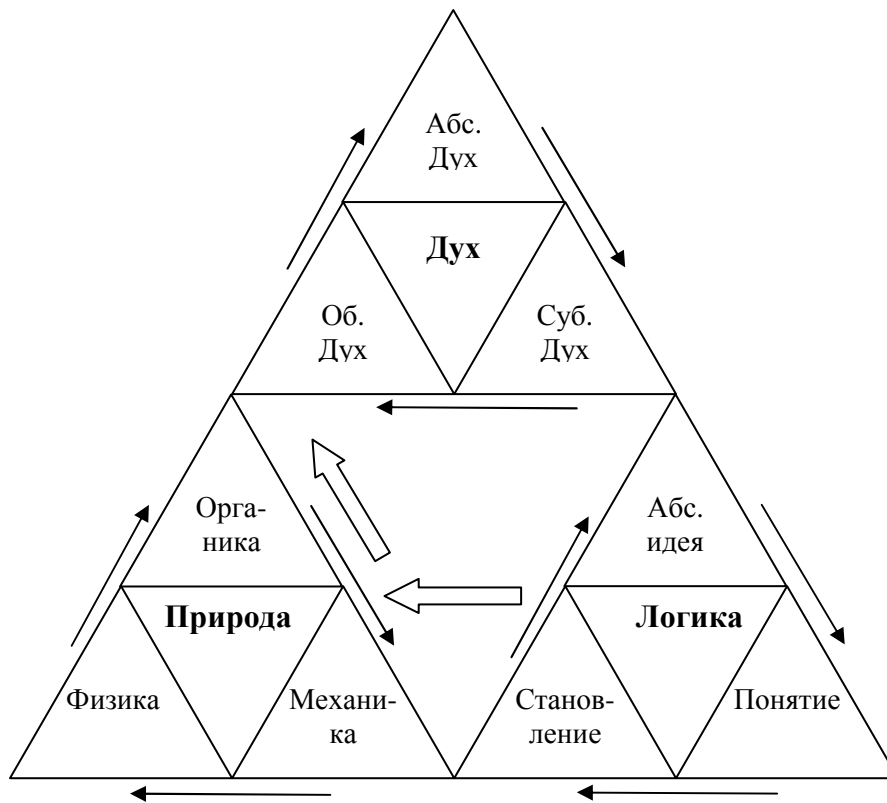 Абс.
Дух
Дух
Об.
Дух
Суб.
Дух
Орга-
ника
Абс.
идея
Природа
Логика
Физика
Механи-
ка
Станов-
ление
Понятие